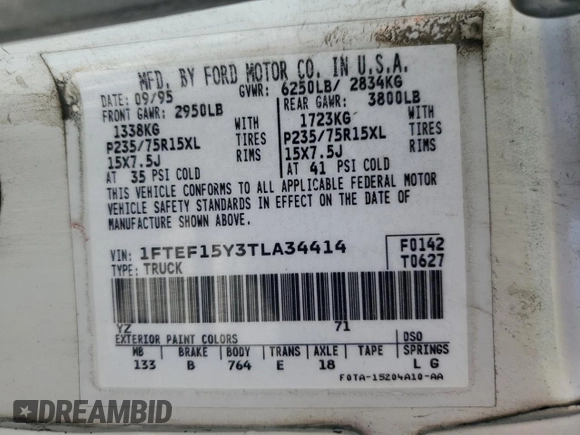 MFD. BY FORD MOTOR CO. IN U.S.A.
DATE: 09/95 GVWR: 6250LB/ 2834KG
FRONT GAWR: 2950LB REAR GAWR: 3800LB
1338KG WITH 1723KG WITH
P235/75R15XL TIRES P235/75R15XL TIRES
15X7.5J RIMS 15X7.5J RIMS
AT 35 PSI COLD AT 41 PSI COLD
THIS VEHICLE CONFORMS TO ALL APPLICABLE FEDERAL MOTOR
VEHICLE SAFETY STANDARDS IN EFFECT ON THE DATE OF
MANUFACTURE SHOWN ABOVE.
VIN: 1FTEF15Y3TLA34414 F0142
TYPE: TRUCK T0627
YZ 71
EXTERIOR PAINT COLORS DSO
WB BRAKE BODY TRANS AXLE TAPE SPRINGS
133 B 764 E 18 L G
F0TA-15Z04A10-AA
DREAMBID